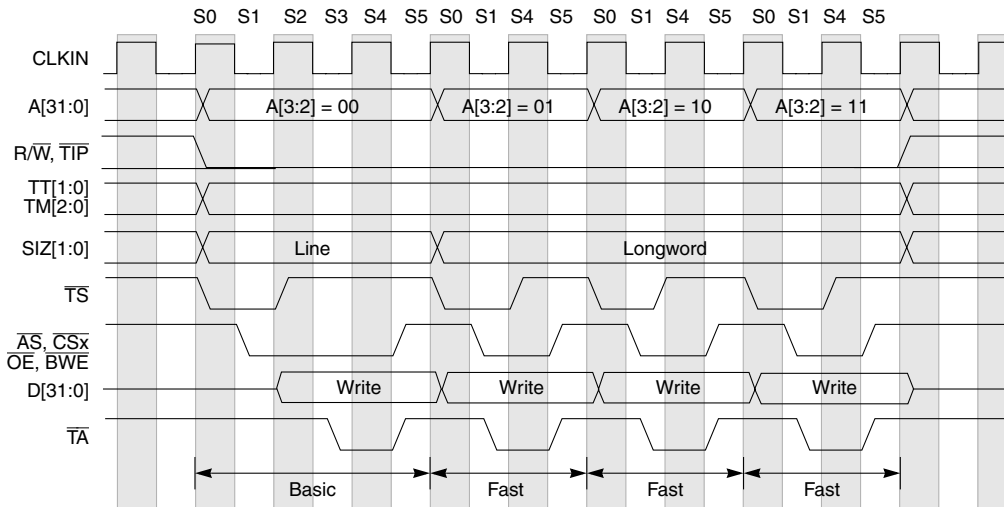 S0 S1 S2 S3 S4 S5 S0 S1 S4 S5 S0 S1 S4 S5 S0 S1 S4 S5
CLKIN
A[31:0] A[3:2] = 00 A[3:2] = 01 A[3:2] = 10 A[3:2] = 11
R/W, TIP
TT[1:0]
TM[2:0]
SIZ[1:0] Line Longword
TS
AS, CSx
OE, BWE
D[31:0] Write Write Write Write
TA
Basic Fast Fast Fast